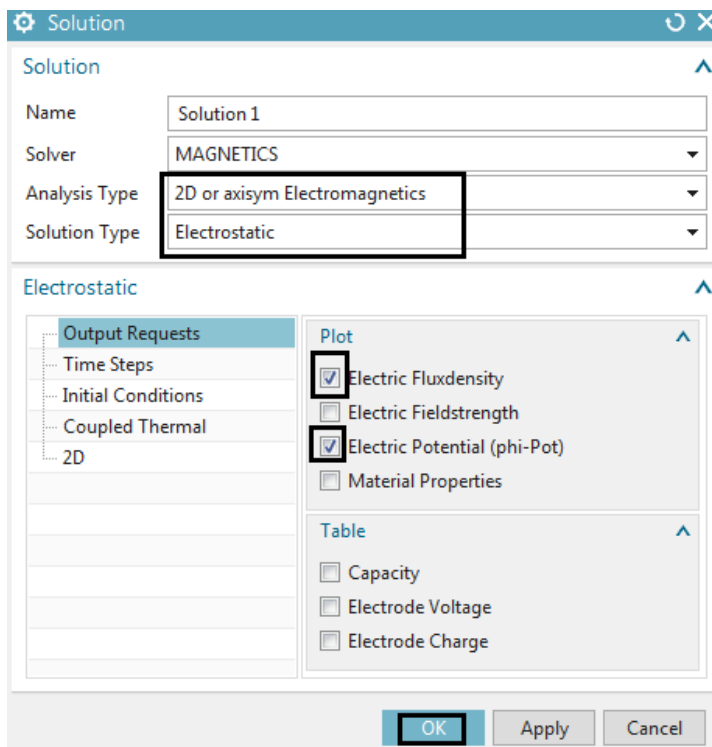 Solution
Solution
Name Solution 1
Solver MAGNETICS
Analysis Type 2D or axisym Electromagnetics
Solution Type Electrostatic
Electrostatic
Output Requests
Time Steps
Initial Conditions
Coupled Thermal
2D
Plot
Electric Fluxdensity
Electric Fieldstrength
Electric Potential (phi-Pot)
Material Properties
Table
Capacity
Electrode Voltage
Electrode Charge
OK Apply Cancel